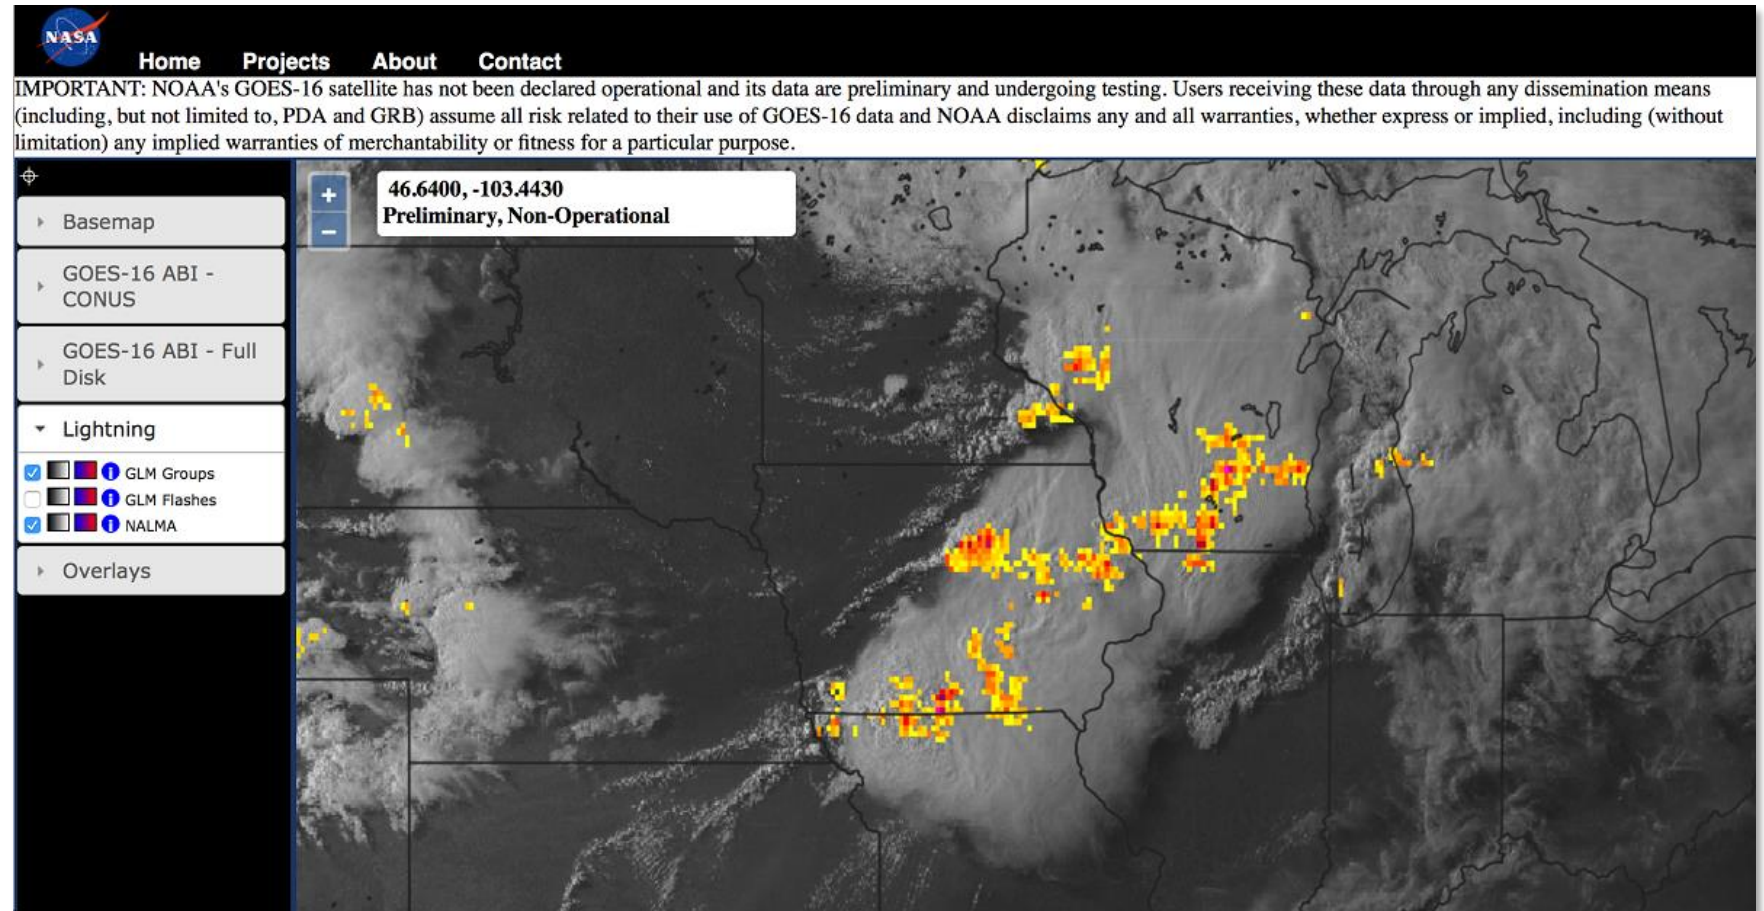 NASA
Home Projects About Contact
IMPORTANT: NOAA's GOES-16 satellite has not been declared operational and its data are preliminary and undergoing testing. Users receiving these data through any dissemination means
(including, but not limited to, PDA and GRB) assume all risk related to their use of GOES-16 data and NOAA disclaims any and all warranties, whether express or implied, including (without
limitation) any implied warranties of merchantability or fitness for a particular purpose.
+
46.6400, -103.4430
Preliminary, Non-Operational
−
Basemap
GOES-16 ABI -
CONUS
GOES-16 ABI - Full
Disk
Lightning
i GLM Groups
i GLM Flashes
i NALMA
Overlays